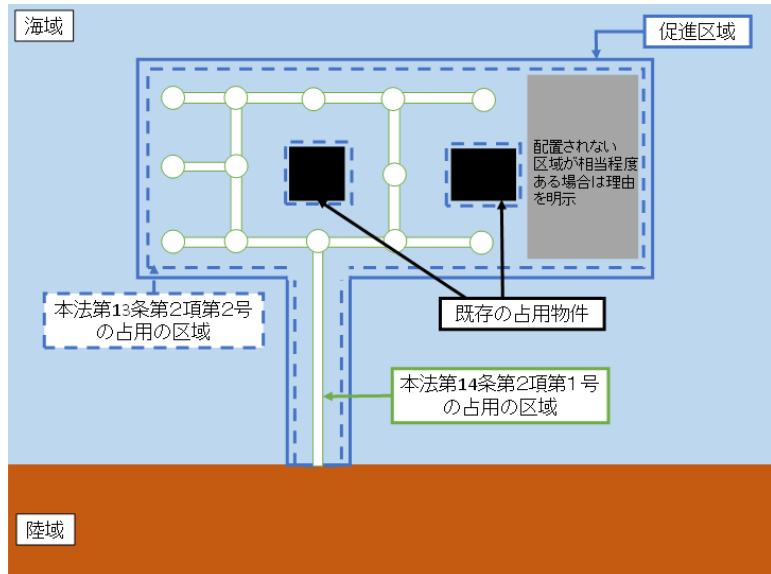 海域
促進区域
配置されない
区域が相当程度
ある場合は理由
を明示
本法第13条第2項第2号
の占用の区域
既存の占用物件
本法第14条第2項第1号
の占用の区域
陸域